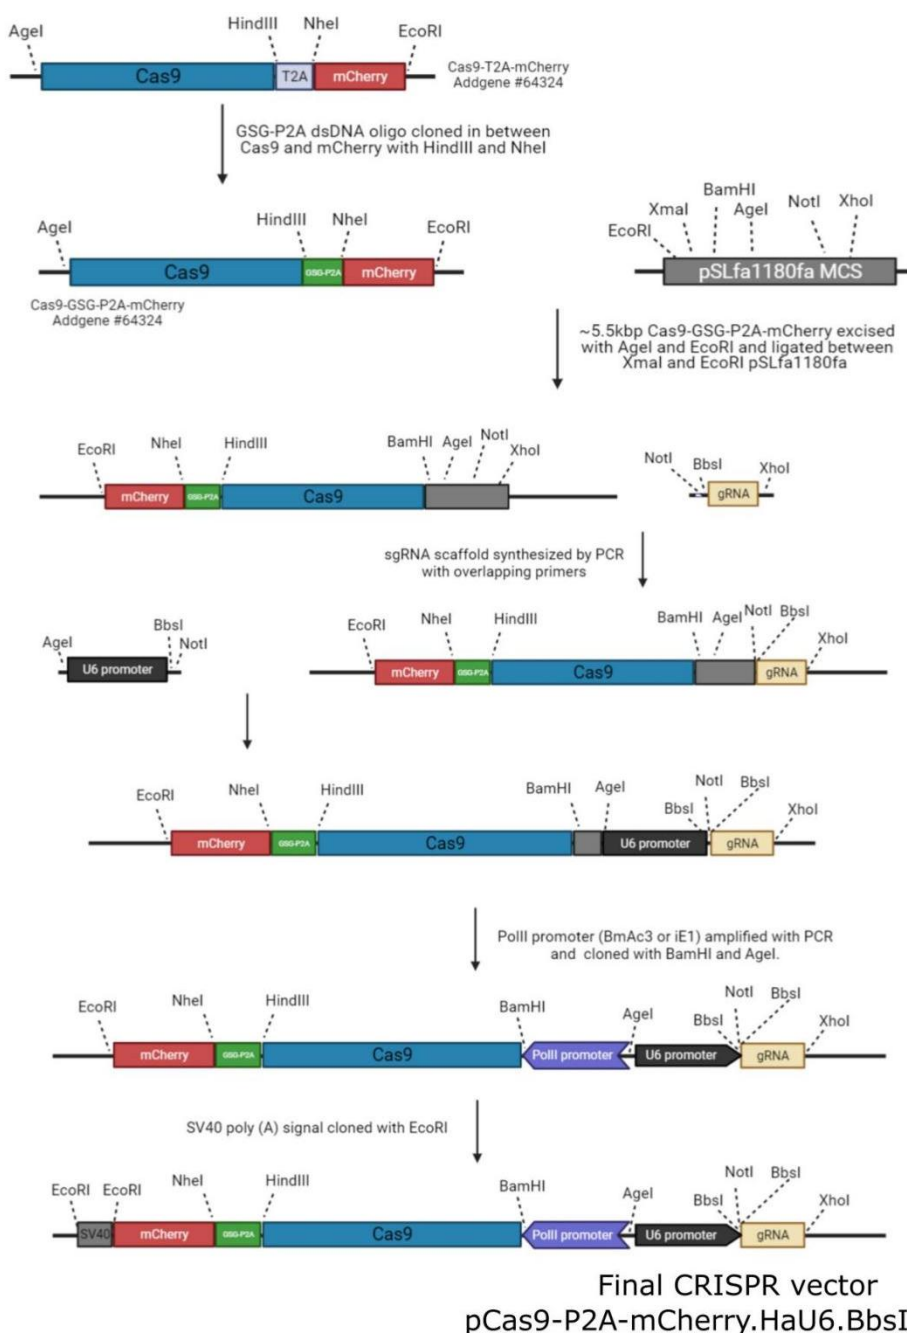 AgeI
HindIII
NheI
EcoRI
Cas9
T2A
mCherry
Cas9-T2A-mCherry
Addgene #64324
GSG-P2A dsDNA oligo cloned in between
Cas9 and mCherry with HindIII and NheI
AgeI
HindIII
NheI
EcoRI
Cas9
GSG-P2A
mCherry
Cas9-GSG-P2A-mCherry
Addgene #64324
EcoRI
XmaI
BamHI
AgeI
NotI
XhoI
pSLfa1180fa MCS
~5.5kbp Cas9-GSG-P2A-mCherry excised
with AgeI and EcoRI and ligated between
XmaI and EcoRI pSLfa1180fa
EcoRI
NheI
HindIII
BamHI
AgeI
NotI
XhoI
mCherry
GSG-P2A
Cas9
NotI
BbsI
XhoI
gRNA
sgRNA scaffold synthesized by PCR
with overlapping primers
AgeI
BbsI
NotI
U6 promoter
EcoRI
NheI
HindIII
BamHI
AgeI
NotI
BbsI
XhoI
mCherry
GSG-P2A
Cas9
gRNA
EcoRI
NheI
HindIII
BamHI
AgeI
BbsI
NotI
BbsI
XhoI
mCherry
GSG-P2A
Cas9
U6 promoter
gRNA
PolII promoter (BmAc3 or iE1) amplified with PCR
and cloned with BamHI and AgeI.
EcoRI
NheI
HindIII
BamHI
AgeI
BbsI
NotI
BbsI
XhoI
mCherry
GSG-P2A
Cas9
PolII promoter
U6 promoter
gRNA
SV40 poly (A) signal cloned with EcoRI
EcoRI
EcoRI
NheI
HindIII
BamHI
AgeI
BbsI
NotI
BbsI
XhoI
SV40
mCherry
GSG-P2A
Cas9
PolII promoter
U6 promoter
gRNA
Final CRISPR vector
pCas9-P2A-mCherry.HaU6.BbsI